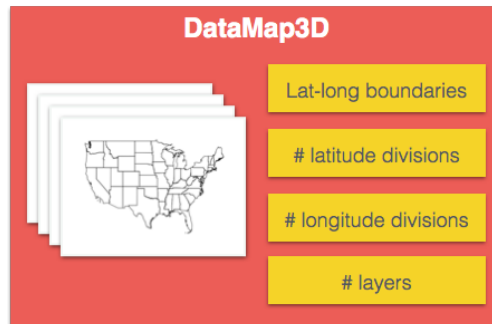 DataMap3D
Lat-long boundaries
# latitude divisions
# longitude divisions
# layers